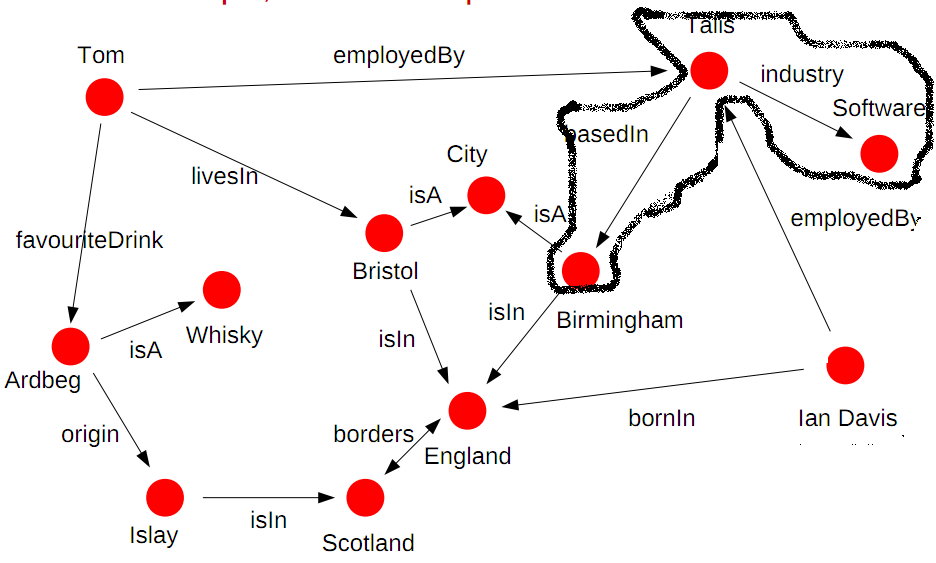 Talis
Tom
employedBy
industry
Software
basedIn
City
livesIn
isA
isA
employedBy
favouriteDrink
Bristol
isIn
Birmingham
Whisky
isIn
isA
Ardbeg
bornIn
Ian Davis
origin
borders
England
isIn
Islay
Scotland